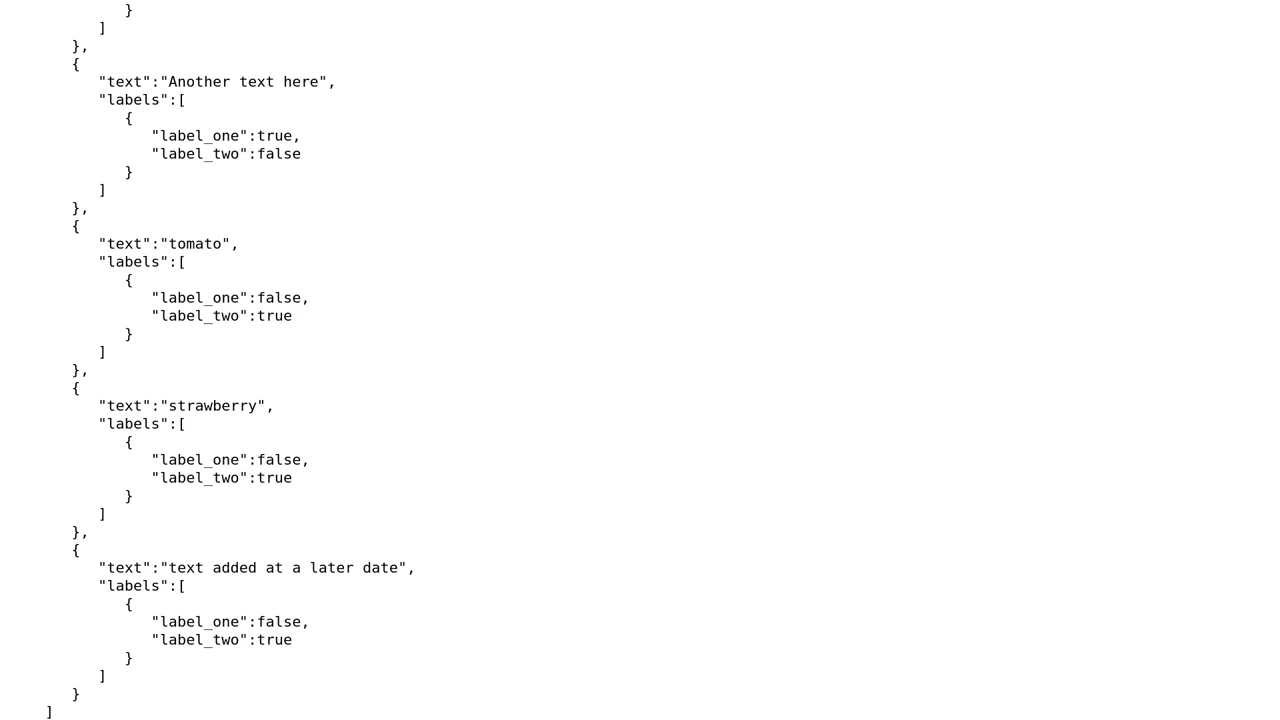 }
      ]
   },
   {
      "text":"Another text here",
      "labels":[
         {
            "label_one":true,
            "label_two":false
         }
      ]
   },
   {
      "text":"tomato",
      "labels":[
         {
            "label_one":false,
            "label_two":true
         }
      ]
   },
   {
      "text":"strawberry",
      "labels":[
         {
            "label_one":false,
            "label_two":true
         }
      ]
   },
   {
      "text":"text added at a later date",
      "labels":[
         {
            "label_one":false,
            "label_two":true
         }
      ]
   }
]